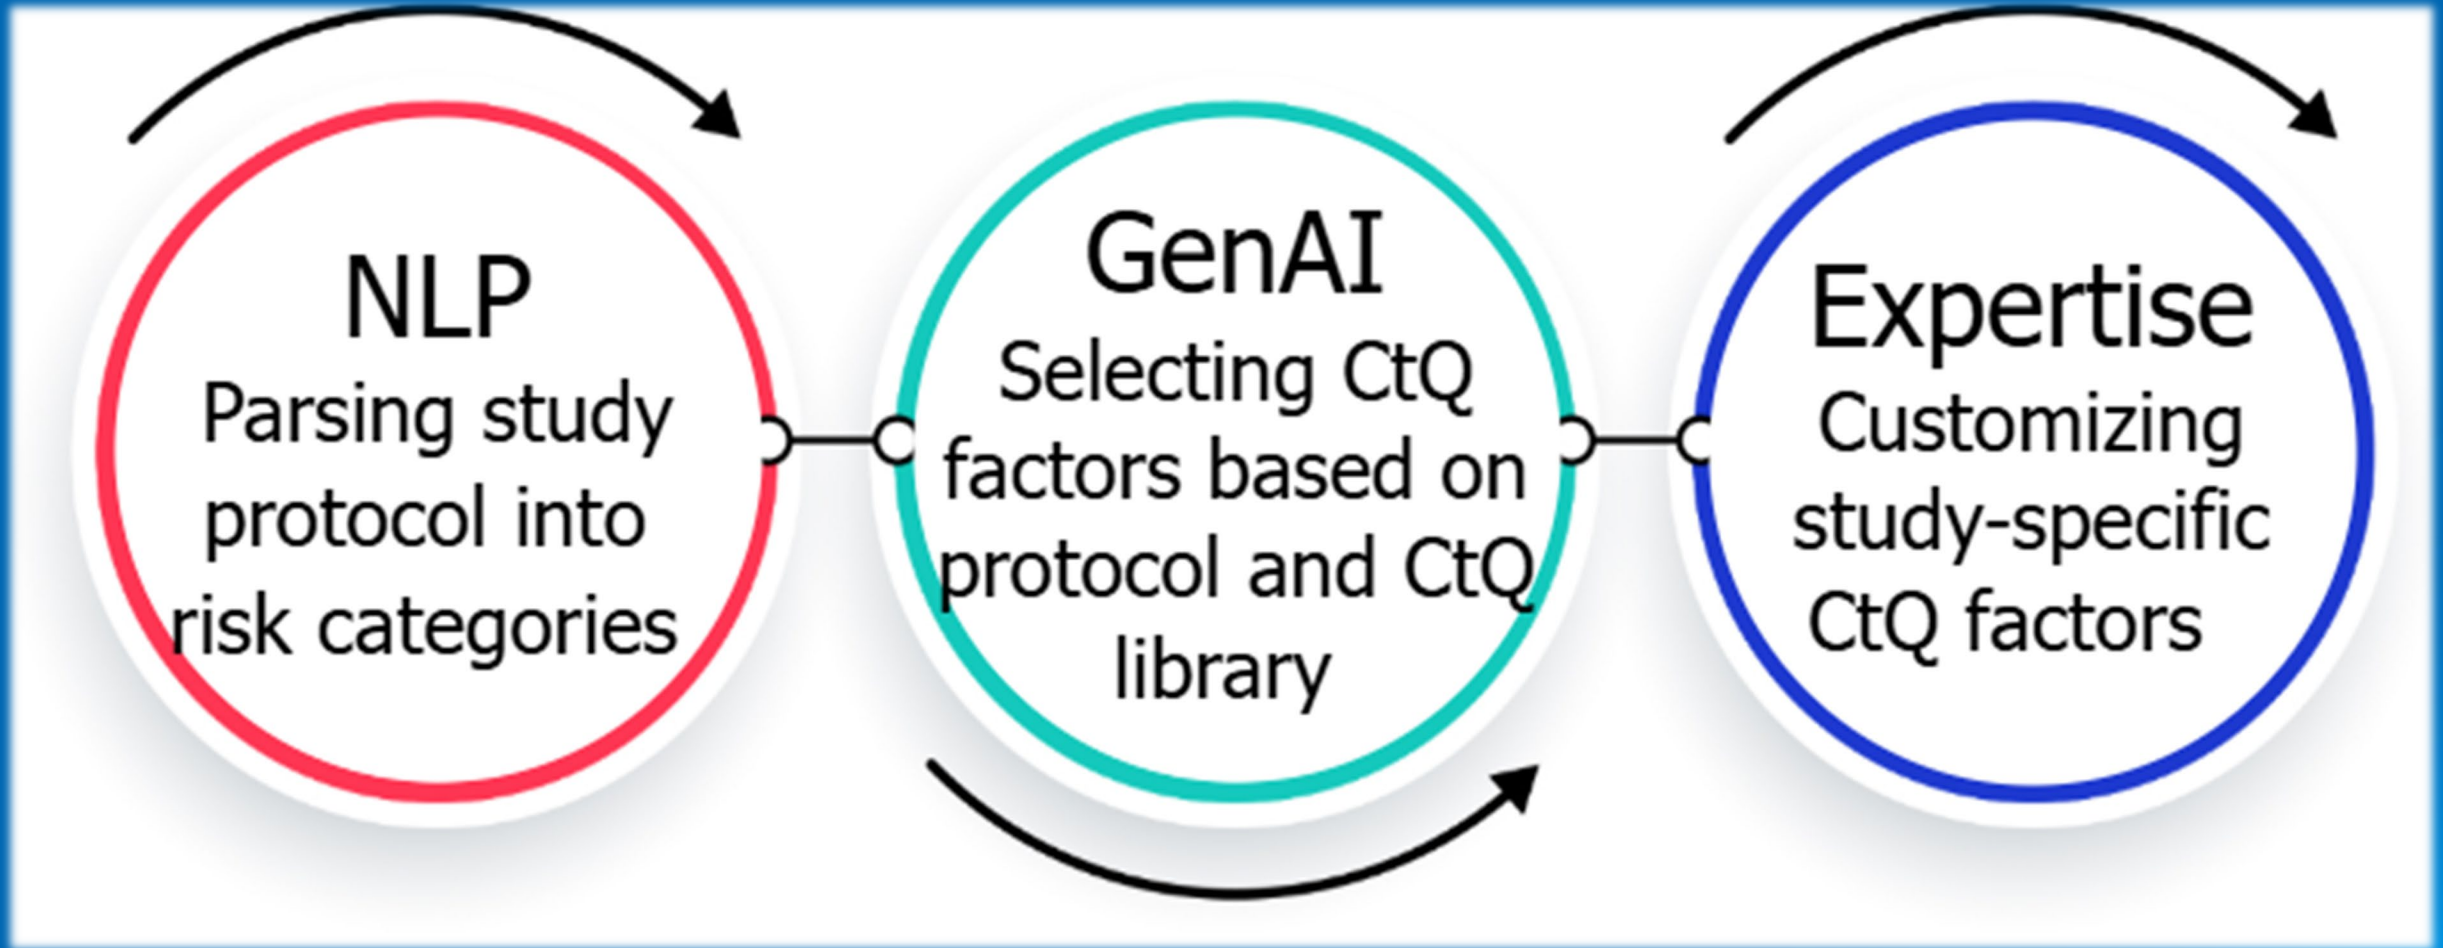 NLP
Parsing study
protocol into
risk categories
GenAI
Selecting CtQ
factors based on
protocol and CtQ
library
Expertise
Customizing
study-specific
CtQ factors